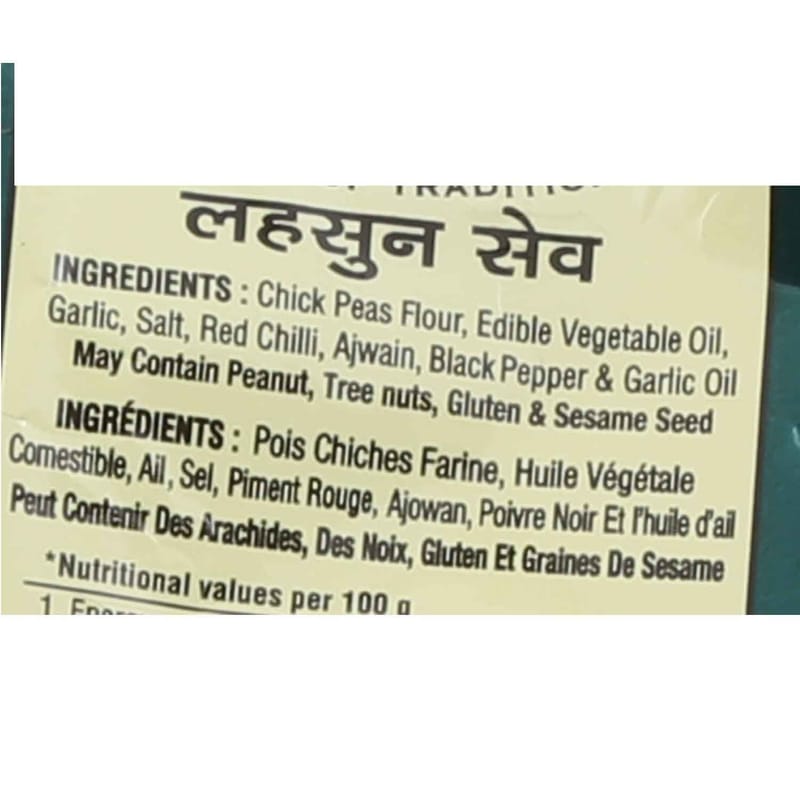 लहसुन सेव
INGREDIENTS : Chick Peas Flour, Edible Vegetable Oil,
Garlic, Salt, Red Chilli, Ajwain, Black Pepper & Garlic Oil
May Contain Peanut, Tree nuts, Gluten & Sesame Seed
INGRÉDIENTS : Pois Chiches Farine, Huile Végétale
Comestible, Ail, Sel, Piment Rouge, Ajowan, Poivre Noir Et l'huile d'ail
Peut Contenir Des Arachides, Des Noix, Gluten Et Graines De Sesame
*Nutritional values per 100 g
1